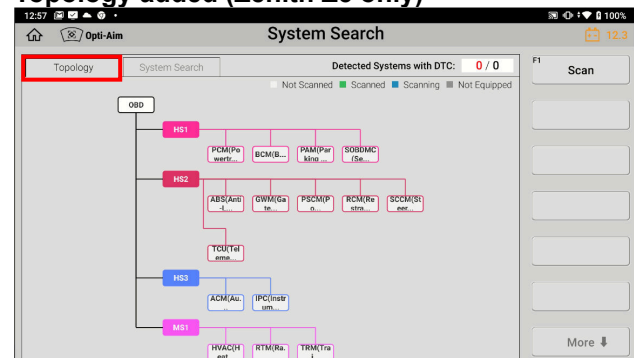 Topology added (Zenith Z5 only)
12:57
100%
Opti-Aim
System Search
12.3
Topology
System Search
Detected Systems with DTC:
0 / 0
F1
Scan
Not Scanned
Scanned
Scanning
Not Equipped
OBD
HS1
PCM(Po
wertr...
BCM(B...
PAM(Par
king ...
SOBDMC
(Se...
HS2
ABS(Anti
-L...
GWM(Ga
te...
PSCM(P
o...
RCM(Re
stra...
SCCM(St
eer...
TCU(Tel
ema...
HS3
ACM(Au.
..
IPC(Instr
um...
MS1
HVAC(H
eat
RTM(Ra.
TRM(Tra
i
More